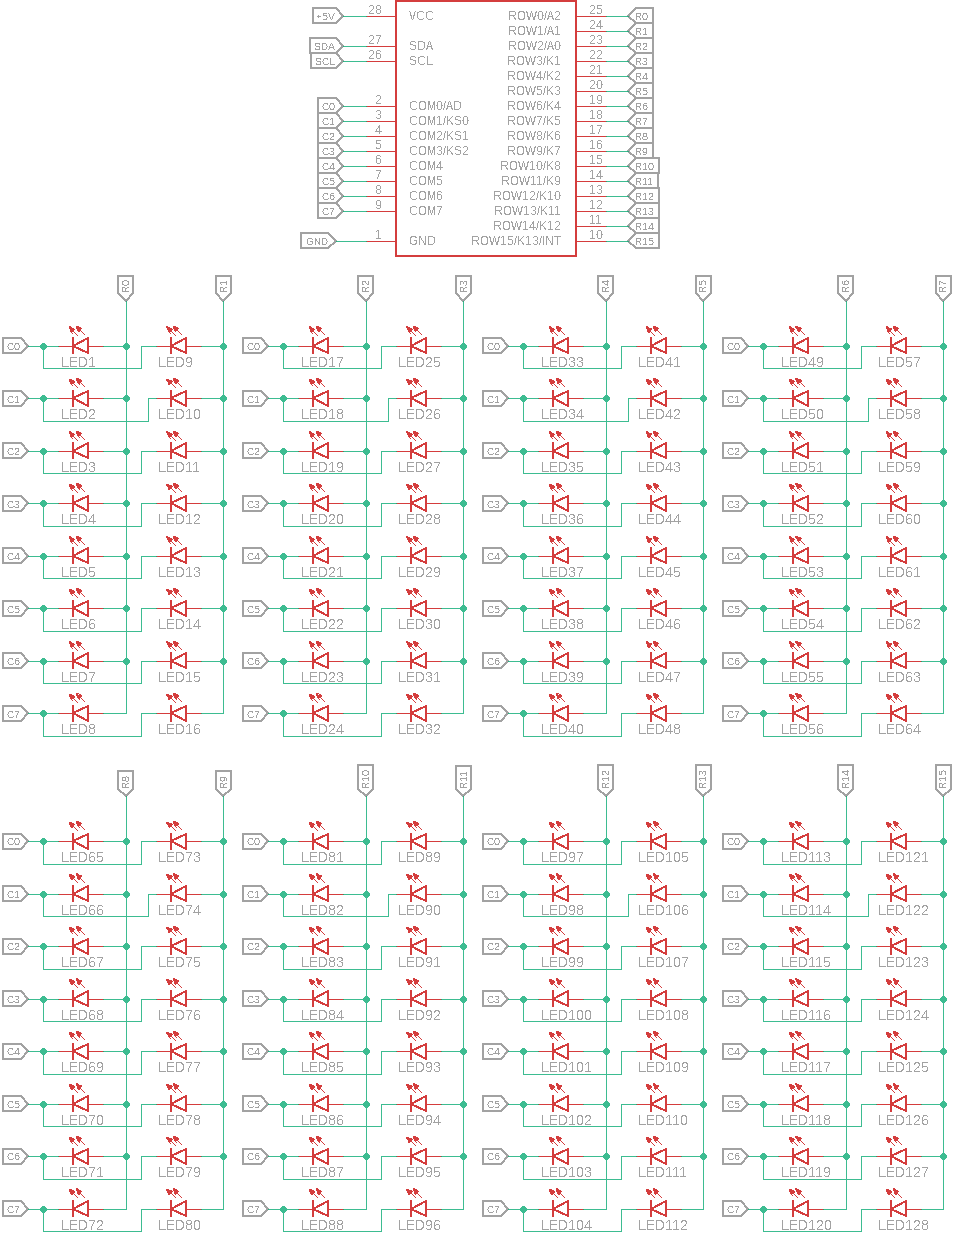 +5V 28 VCC ROW0/A2 25 R0
ROW1/A1 24 R1
SDA 27 SDA ROW2/A0 23 R2
SCL 26 SCL ROW3/K1 22 R3
ROW4/K2 21 R4
ROW5/K3 20 R5
C0 2 COM0/AD ROW6/K4 19 R6
C1 3 COM1/KS0 ROW7/K5 18 R7
C2 4 COM2/KS1 ROW8/K6 17 R8
C3 5 COM3/KS2 ROW9/K7 16 R9
C4 6 COM4 ROW10/K8 15 R10
C5 7 COM5 ROW11/K9 14 R11
C6 8 COM6 ROW12/K10 13 R12
C7 9 COM7 ROW13/K11 12 R13
ROW14/K12 11 R14
GND 1 GND ROW15/K13/INT 10 R15
R0 R1 R2 R3 R4 R5 R6 R7
C0 C0 C0 C0
LED1 LED9 LED17 LED25 LED33 LED41 LED49 LED57
C1 C1 C1 C1
LED2 LED10 LED18 LED26 LED34 LED42 LED50 LED58
C2 C2 C2 C2
LED3 LED11 LED19 LED27 LED35 LED43 LED51 LED59
C3 C3 C3 C3
LED4 LED12 LED20 LED28 LED36 LED44 LED52 LED60
C4 C4 C4 C4
LED5 LED13 LED21 LED29 LED37 LED45 LED53 LED61
C5 C5 C5 C5
LED6 LED14 LED22 LED30 LED38 LED46 LED54 LED62
C6 C6 C6 C6
LED7 LED15 LED23 LED31 LED39 LED47 LED55 LED63
C7 C7 C7 C7
LED8 LED16 LED24 LED32 LED40 LED48 LED56 LED64
R8 R9 R10 R11 R12 R13 R14 R15
C0 C0 C0 C0
LED65 LED73 LED81 LED89 LED97 LED105 LED113 LED121
C1 C1 C1 C1
LED66 LED74 LED82 LED90 LED98 LED106 LED114 LED122
C2 C2 C2 C2
LED67 LED75 LED83 LED91 LED99 LED107 LED115 LED123
C3 C3 C3 C3
LED68 LED76 LED84 LED92 LED100 LED108 LED116 LED124
C4 C4 C4 C4
LED69 LED77 LED85 LED93 LED101 LED109 LED117 LED125
C5 C5 C5 C5
LED70 LED78 LED86 LED94 LED102 LED110 LED118 LED126
C6 C6 C6 C6
LED71 LED79 LED87 LED95 LED103 LED111 LED119 LED127
C7 C7 C7 C7
LED72 LED80 LED88 LED96 LED104 LED112 LED120 LED128